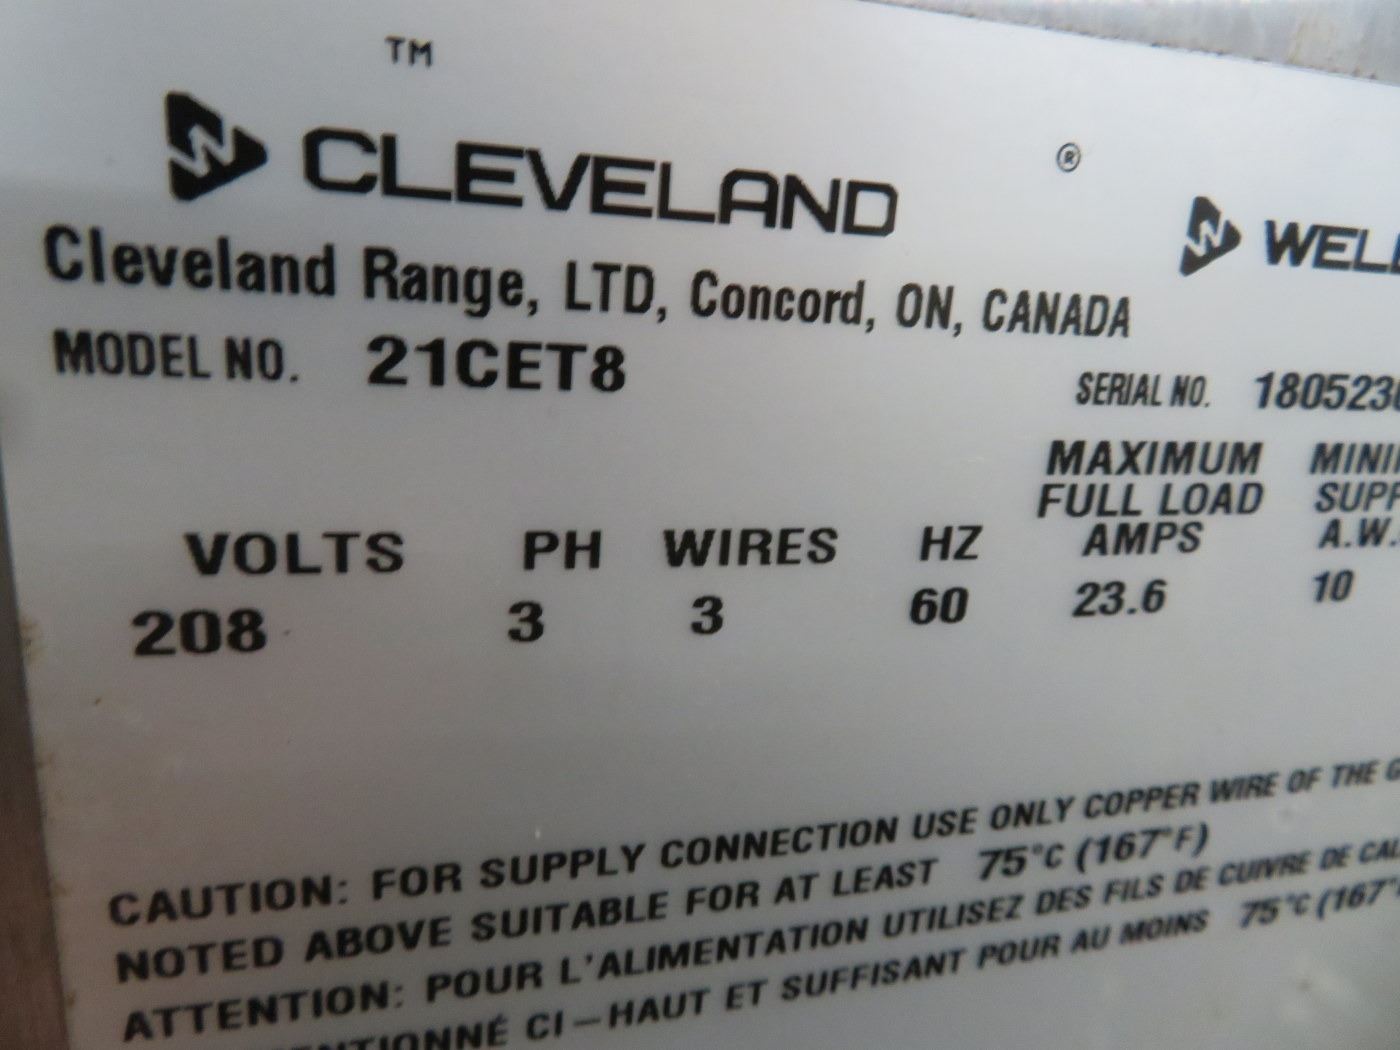 TM
CLEVELAND ®
Cleveland Range, LTD, Concord, ON, CANADA
MODEL NO. 21CET8
SERIAL NO. 180523
MAXIMUM
FULL LOAD
VOLTS PH WIRES HZ AMPS A.W.
208 3 3 60 23.6 10
CAUTION: FOR SUPPLY CONNECTION USE ONLY COPPER WIRE OF THE
NOTED ABOVE SUITABLE FOR AT LEAST 75°C (167°F)
ATTENTION: POUR L'ALIMENTATION UTILISEZ DES FILS DE CUIVRE DE
CI-HAUT ET SUFFISANT POUR AU MOINS 75°C (167°